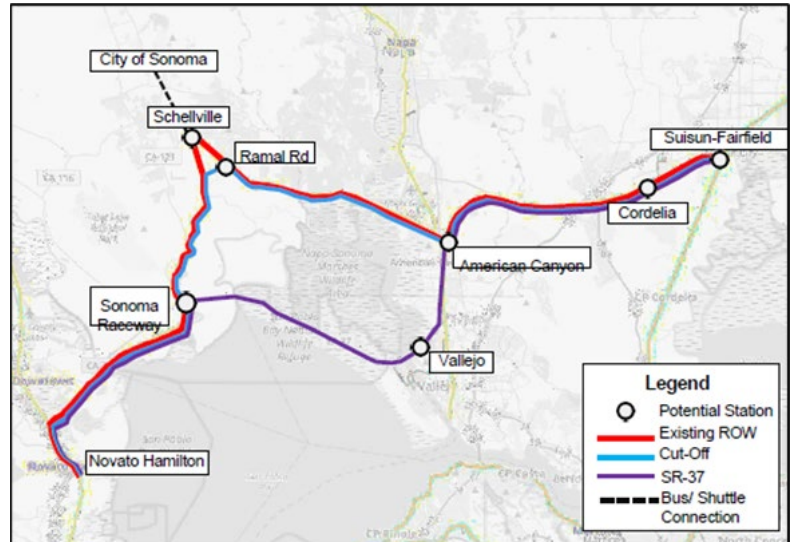 Napa
City of Sonoma
Schellville
Ramal Rd
Suisun-Fairfield
Cordelia
American Canyon
Sonoma
Raceway
Vallejo
Novato Hamilton
Legend
Potential Station
Existing ROW
Cut-Off
SR-37
Bus/ Shuttle
Connection